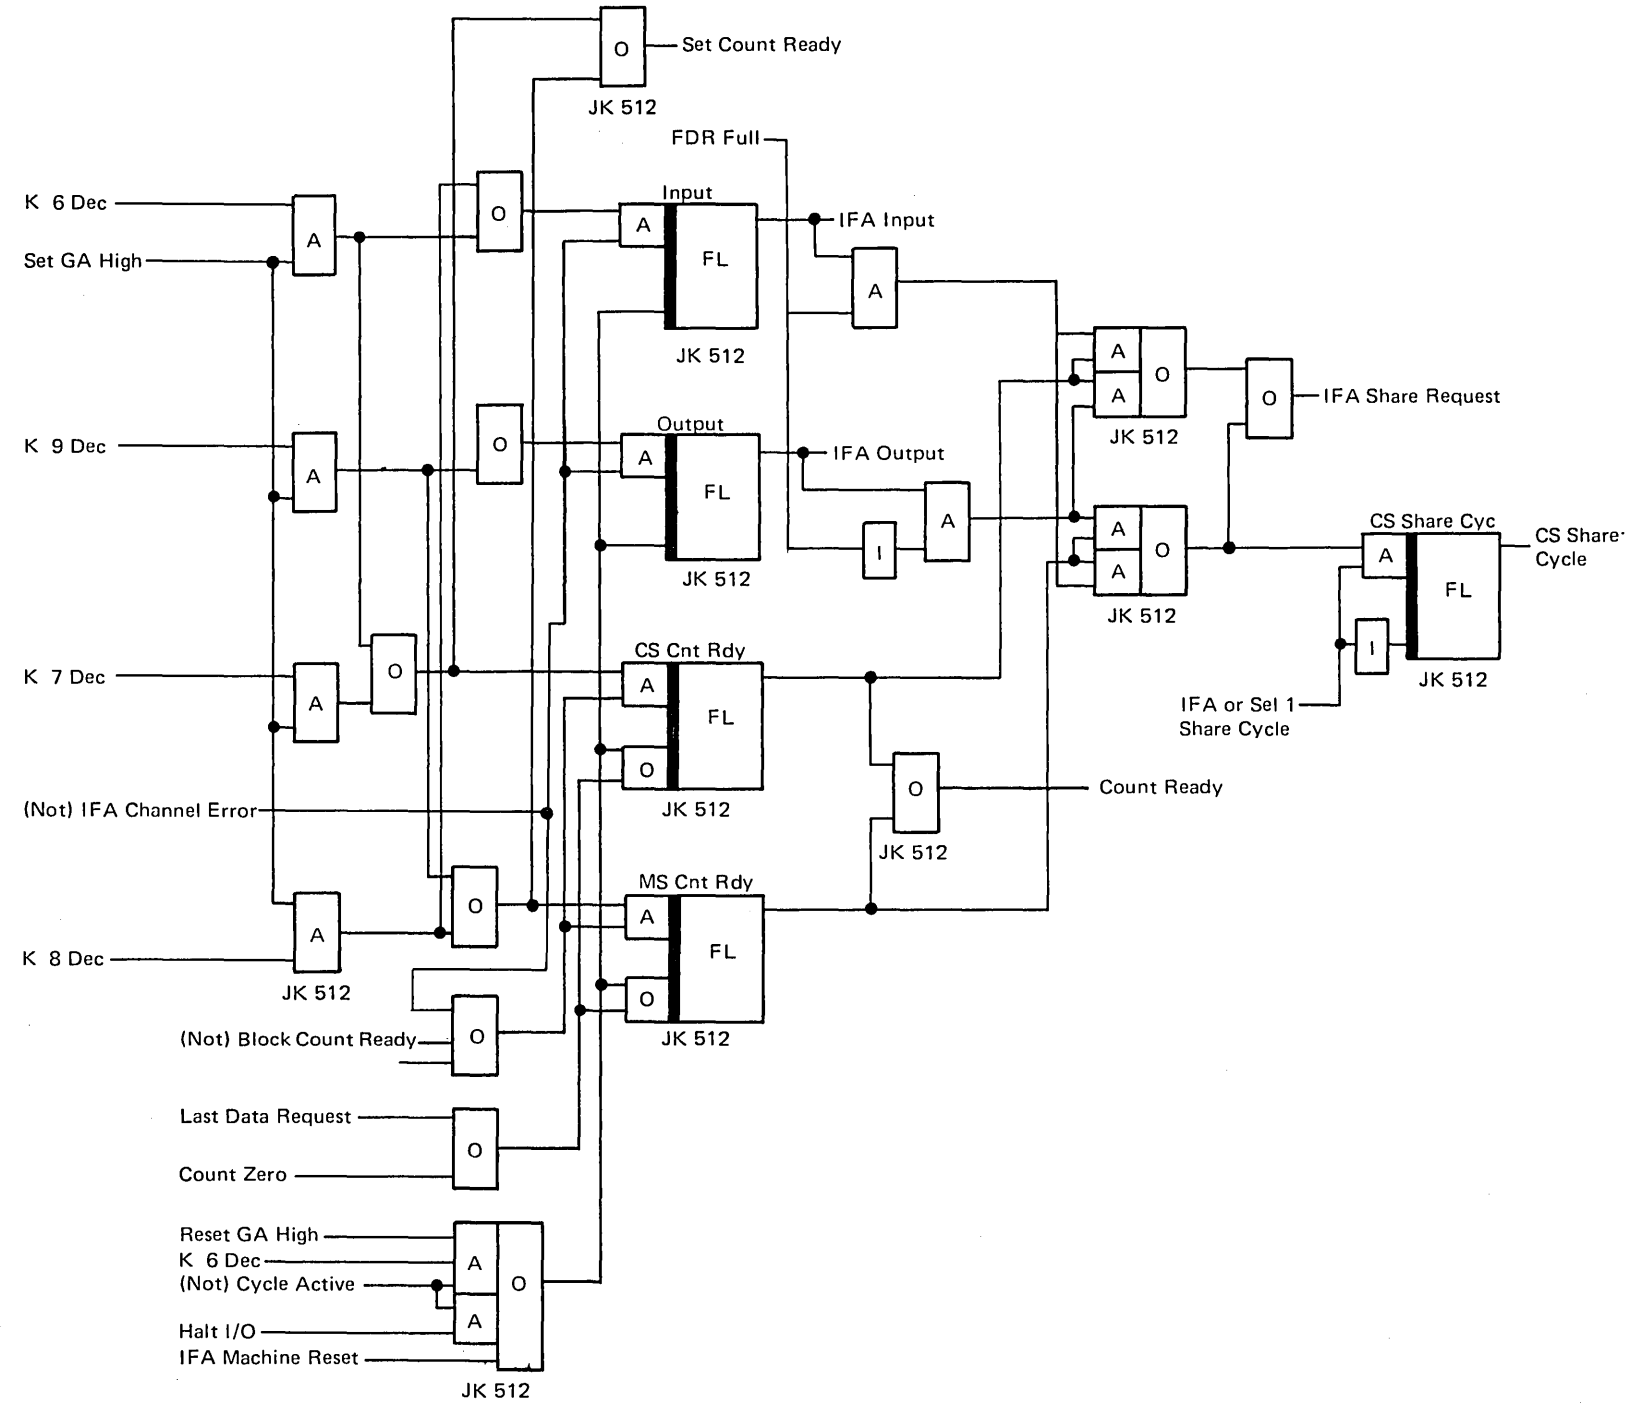 O
Set Count Ready
JK 512
FDR Full
K 6 Dec
A
O
Input
A
FL
IFA Input
Set GA High
A
JK 512
A
O
A
JK 512
O
IFA Share Request
K 9 Dec
A
O
Output
A
FL
IFA Output
A
I
JK 512
A
O
A
JK 512
CS Share Cyc
A
FL
I
JK 512
CS Share
Cycle
IFA or Sel 1
Share Cycle
K 7 Dec
A
O
CS Cnt Rdy
A
FL
O
JK 512
O
Count Ready
JK 512
(Not) IFA Channel Error
K 8 Dec
A
JK 512
O
MS Cnt Rdy
A
FL
O
JK 512
(Not) Block Count Ready
O
Last Data Request
O
Count Zero
Reset GA High
K 6 Dec
A
O
(Not) Cycle Active
A
Halt I/O
IFA Machine Reset
JK 512